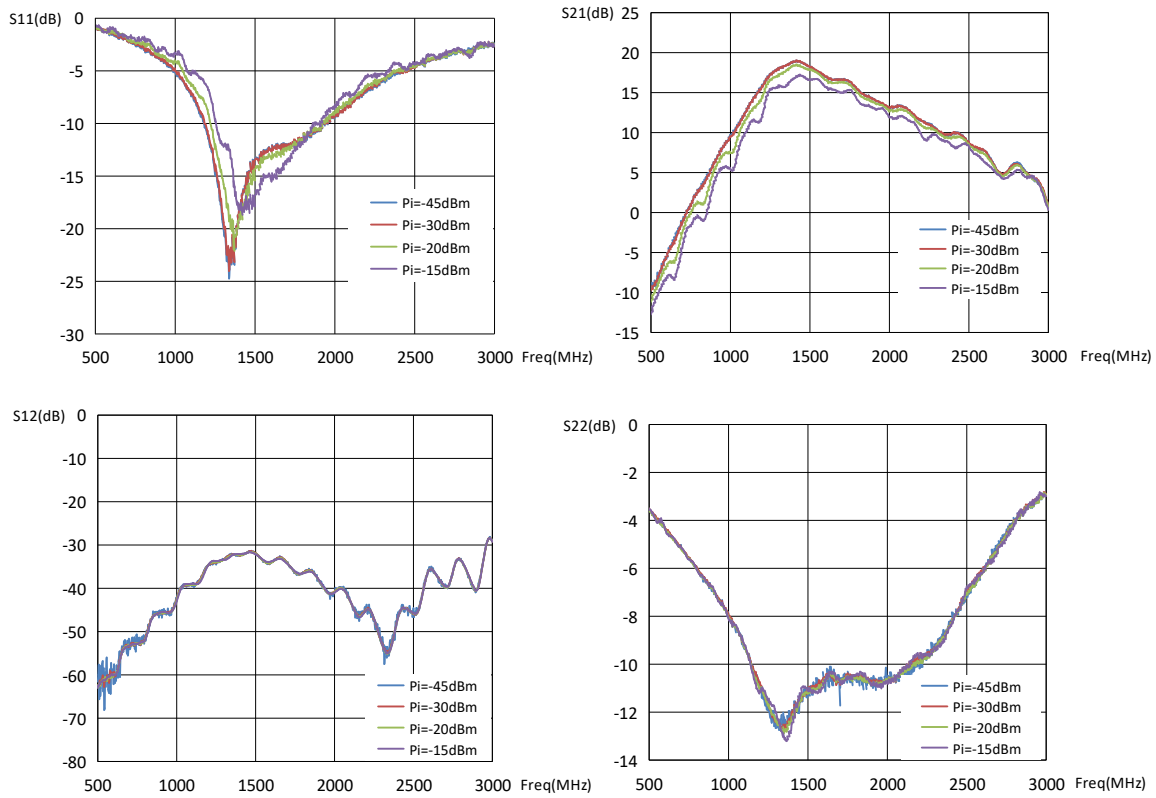 S11(dB)
0
-5
-10
-15
-20
-25
-30
Pi=-45dBm
Pi=-30dBm
Pi=-20dBm
Pi=-15dBm
500 1000 1500 2000 2500 3000 Freq(MHz)
S21(dB)
25
20
15
10
5
0
-5
-10
-15
Pi=-45dBm
Pi=-30dBm
Pi=-20dBm
Pi=-15dBm
500 1000 1500 2000 2500 3000 Freq(MHz)
S12(dB)
0
-10
-20
-30
-40
-50
-60
-70
-80
Pi=-45dBm
Pi=-30dBm
Pi=-20dBm
Pi=-15dBm
500 1000 1500 2000 2500 3000 Freq(MHz)
S22(dB)
0
-2
-4
-6
-8
-10
-12
-14
Pi=-45dBm
Pi=-30dBm
Pi=-20dBm
Pi=-15dBm
500 1000 1500 2000 2500 3000 Freq(MHz)